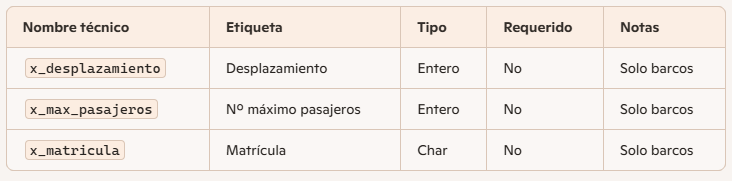 Nombre técnico Etiqueta Tipo Requerido Notas
x_desplazamiento Desplazamiento Entero No Solo barcos
x_max_pasajeros Nº máximo pasajeros Entero No Solo barcos
x_matricula Matrícula Char No Solo barcos